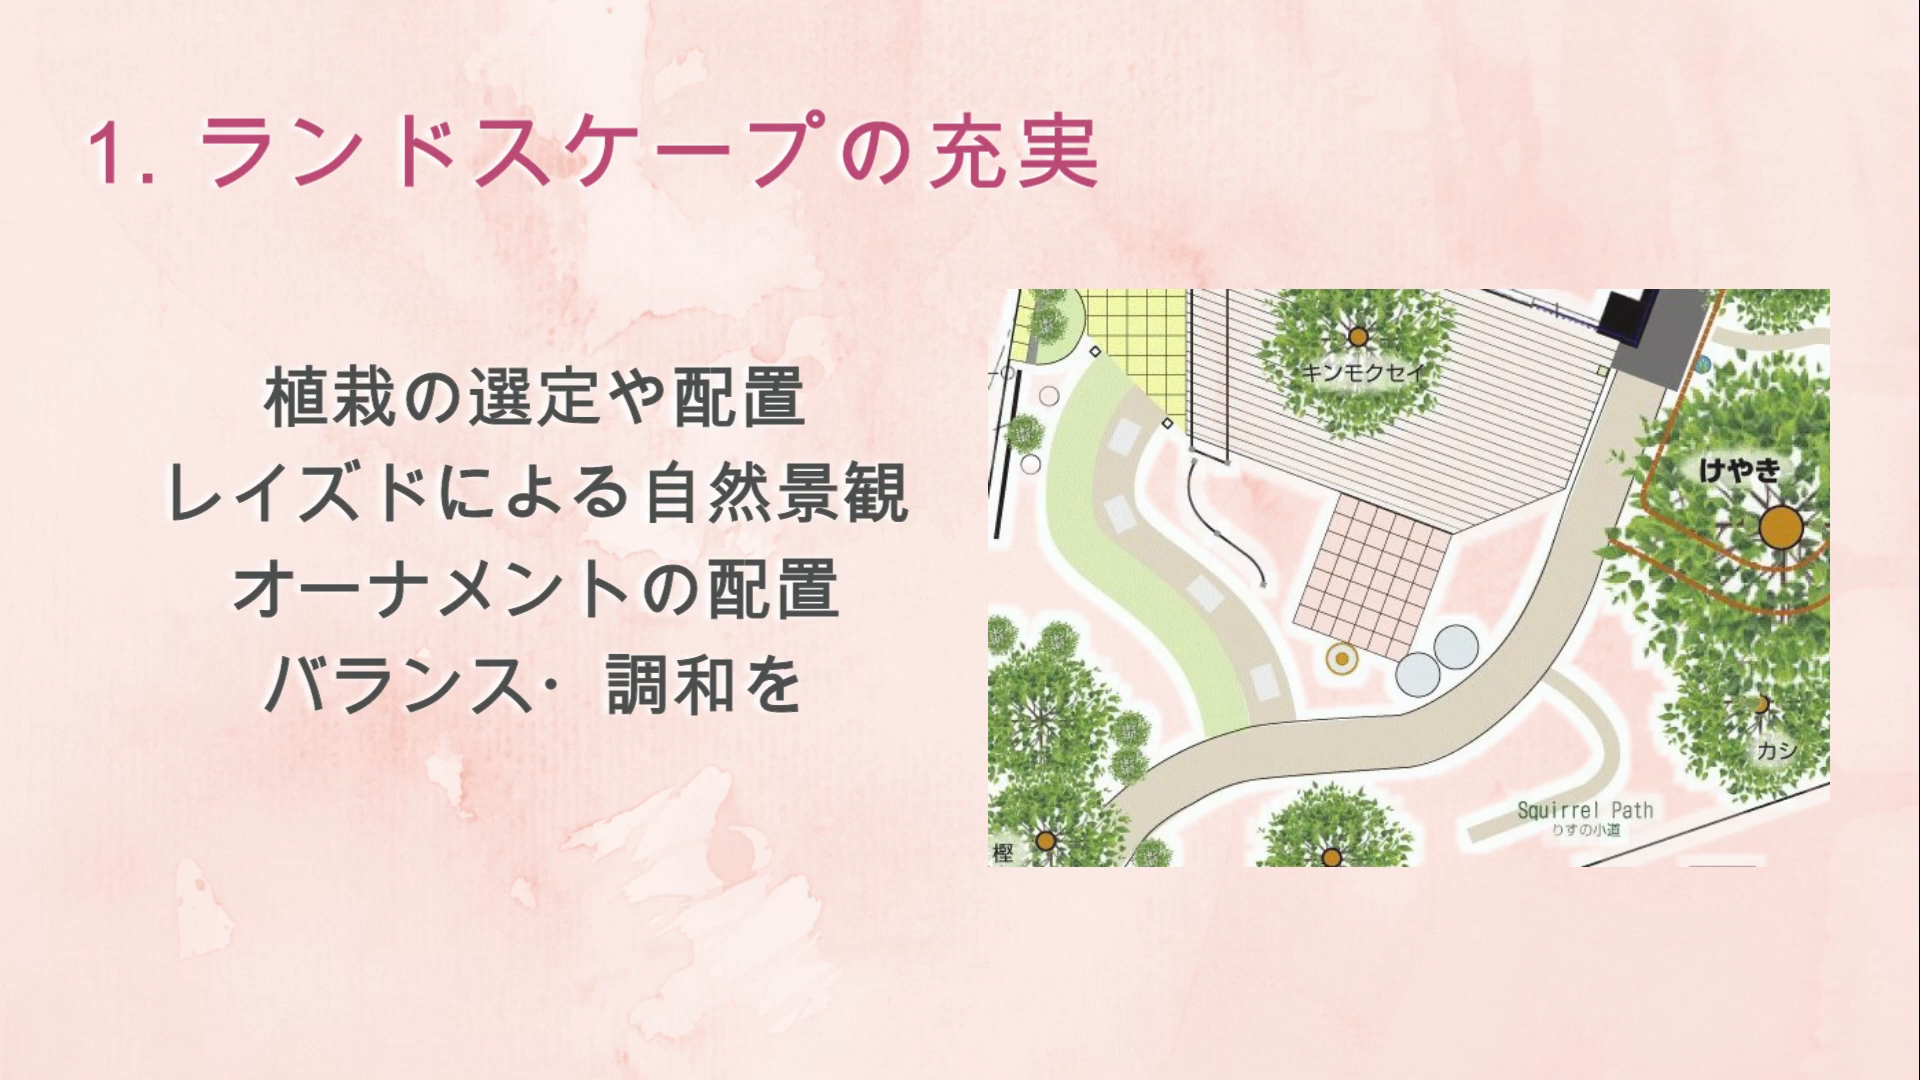 1. ランドスケープの充実
植栽の選定や配置
レイズドによる自然景観
オーナメントの配置
バランス・調和を
キンモクセイ
けやき
カシ
Squirrel Path
りすの小道
樫